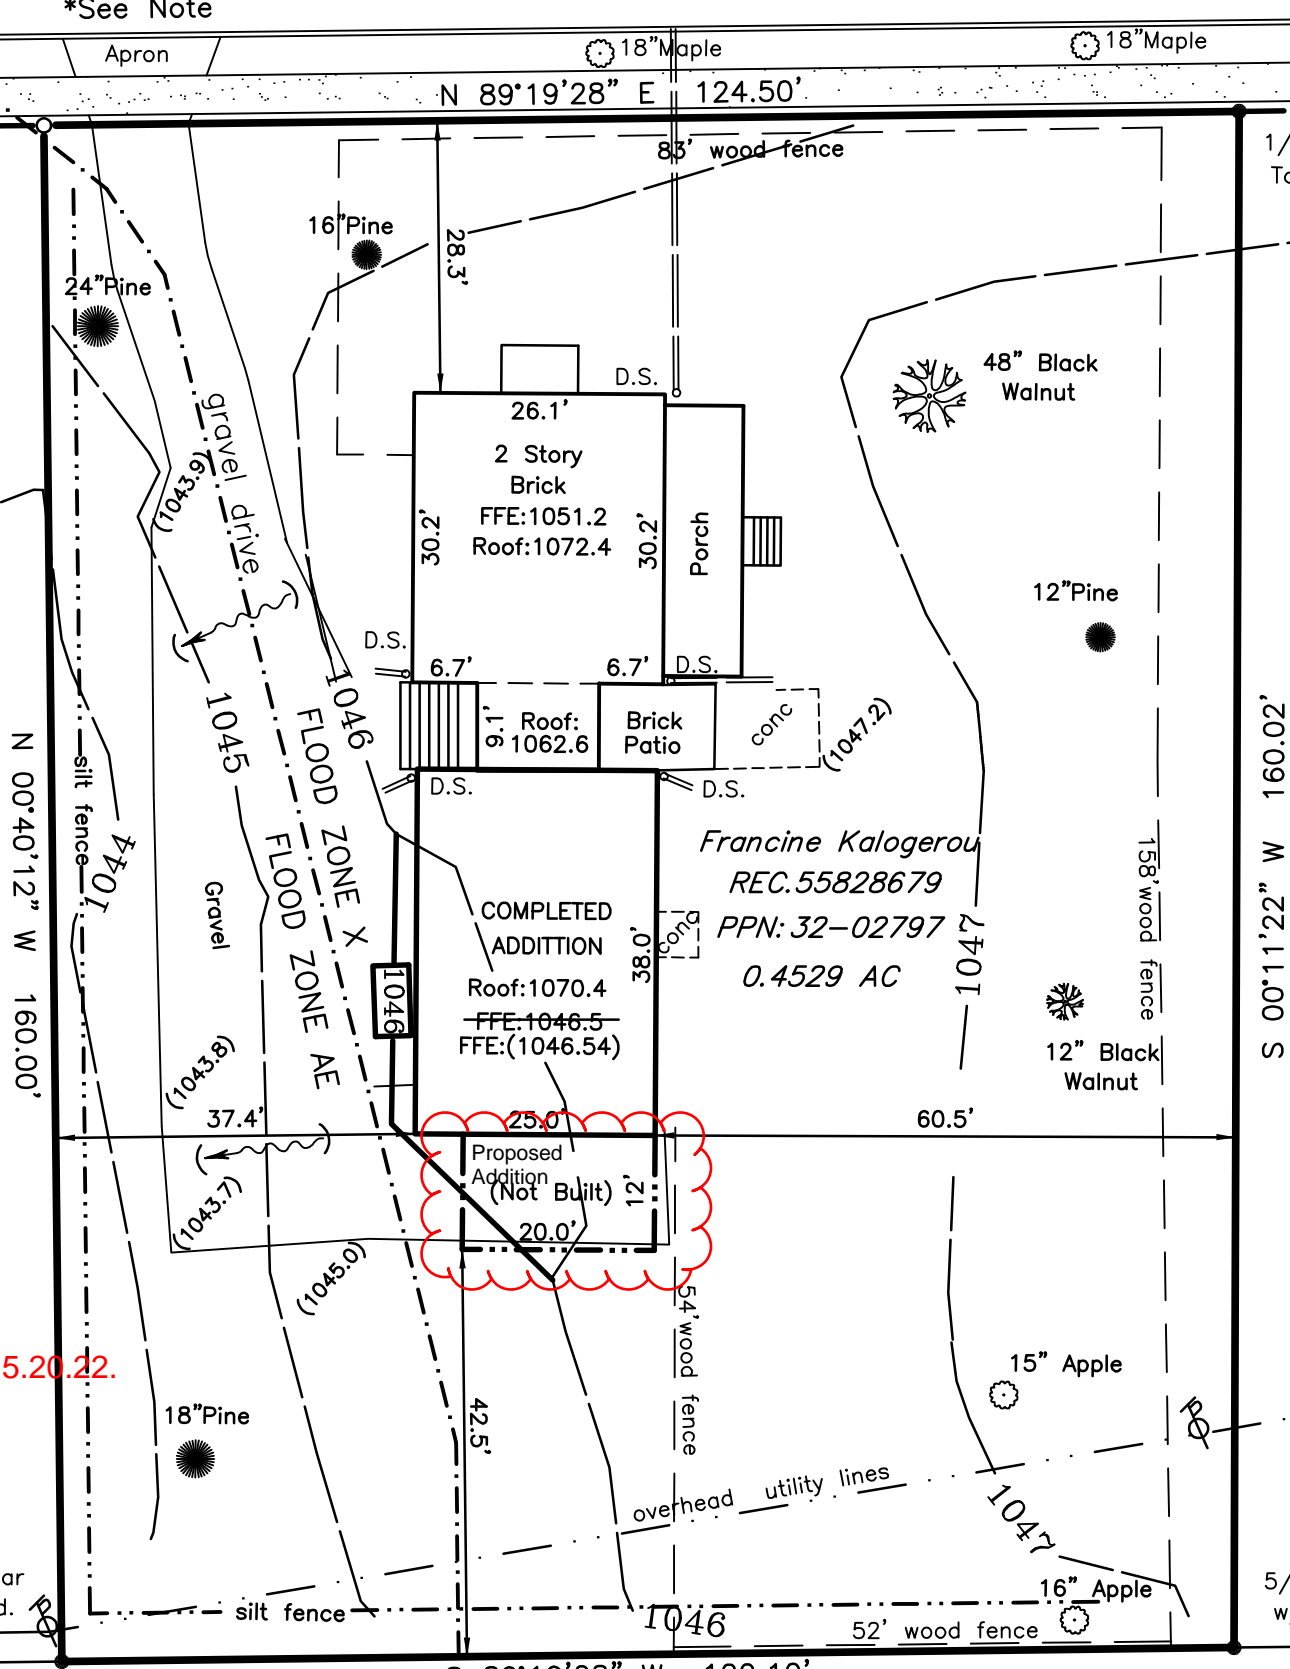 *See Note
Apron
18"Maple
18"Maple
N 89°19'28" E 124.50'
83' wood fence
1/
16"Pine
28.3'
24"Pine
D.S.
48" Black
Walnut
26.1'
2 Story
Brick
FFE:1051.2
Roof:1072.4
30.2'
30.2'
Porch
gravel drive
(1043.9)
12"Pine
D.S.
6.7'
6.7'
D.S.
1045
1046
9.1'
Roof:
1062.6
Brick
Patio
conc
(1047.2)
N 00°40'12" W 160.00'
S 00°11'22" W 160.02'
silt fence
1044
FLOOD ZONE X
FLOOD ZONE AE
D.S.
D.S.
Francine Kalogerou
REC.55828679
PPN: 32-02797
0.4529 AC
158' wood fence
Gravel
COMPLETED
ADDITTION
Roof:1070.4
FFE:1046.5
FFE:(1046.54)
38.0'
conc
1046
1047
12" Black
Walnut
(1043.8)
37.4'
25.0'
60.5'
Proposed
Addition
(Not Built)
12'
20.0'
(1043.7)
(1045.0)
54' wood fence
5.20.22.
15" Apple
18"Pine
42.5'
overhead utility lines
1047
P
P
16" Apple
silt fence
1046
52' wood fence
5/